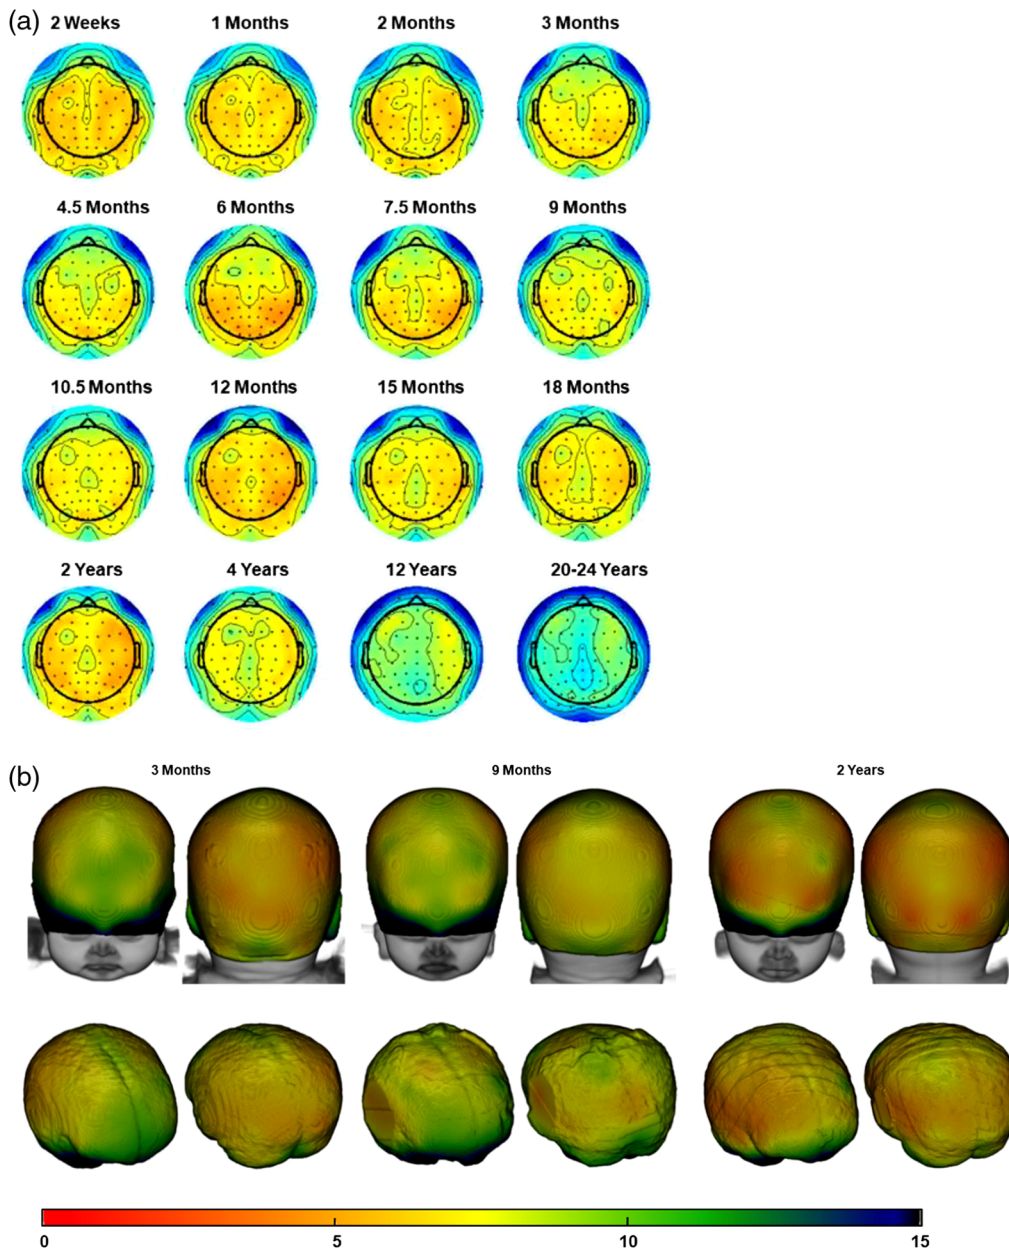 (a)
2 Weeks 1 Months 2 Months 3 Months
4.5 Months 6 Months 7.5 Months 9 Months
10.5 Months 12 Months 15 Months 18 Months
2 Years 4 Years 12 Years 20-24 Years
(b)
3 Months 9 Months 2 Years
0 5 10 15